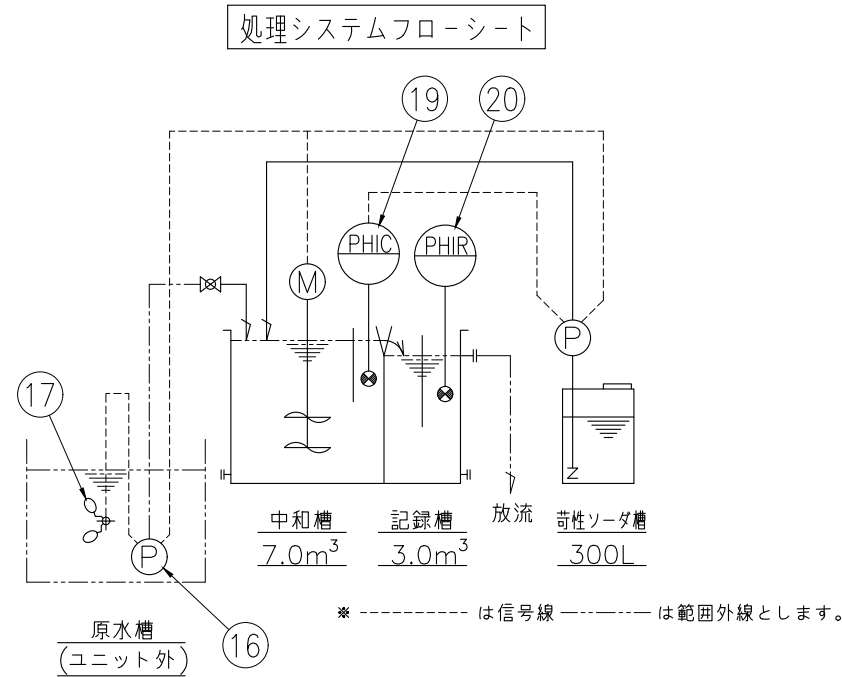 処理システムフローシート
19
20
PHIC
PHIR
M
P
17
P
中和槽
7.0m³
記録槽
3.0m³
放流
苛性ソーダ槽
300L
※ ---------- は信号線 —--—--— は範囲外線とします。
原水槽
(ユニット外)
16